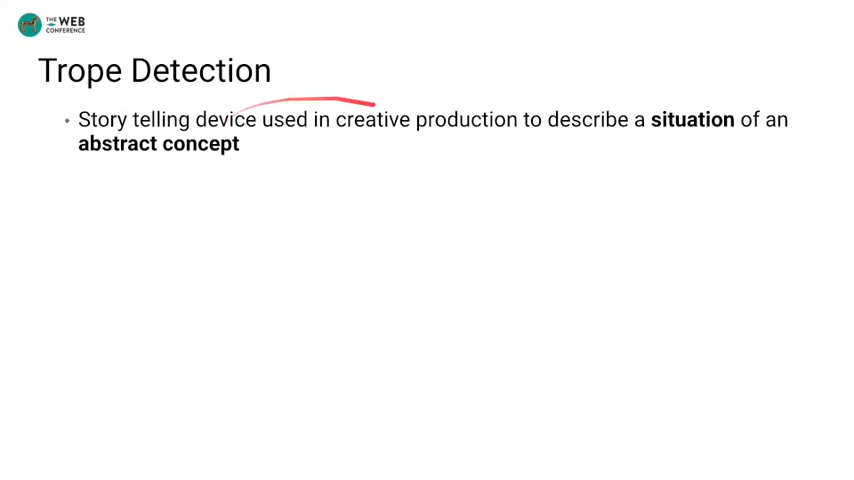 THE WEB
CONFERENCE
Trope Detection
• Story telling device used in creative production to describe a situation of an
abstract concept